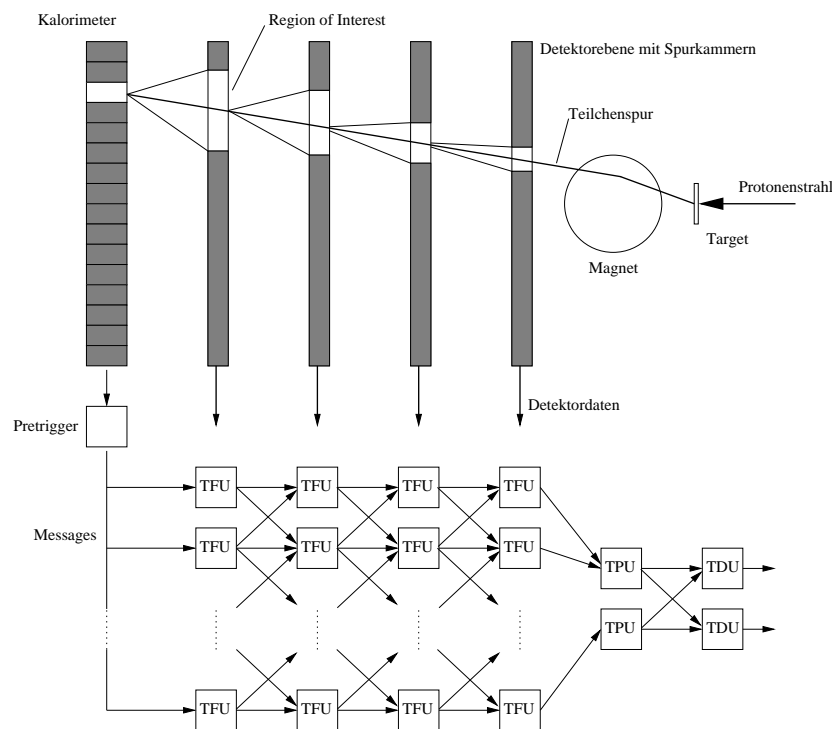 Kalorimeter
Region of Interest
Detektorebene mit Spurkammern
Teilchenspur
Protonenstrahl
Target
Magnet
Detektordaten
Pretrigger
Messages
TFU TFU TFU TFU
TFU TFU TFU TFU
TPU TDU
TPU TDU
TFU TFU TFU TFU